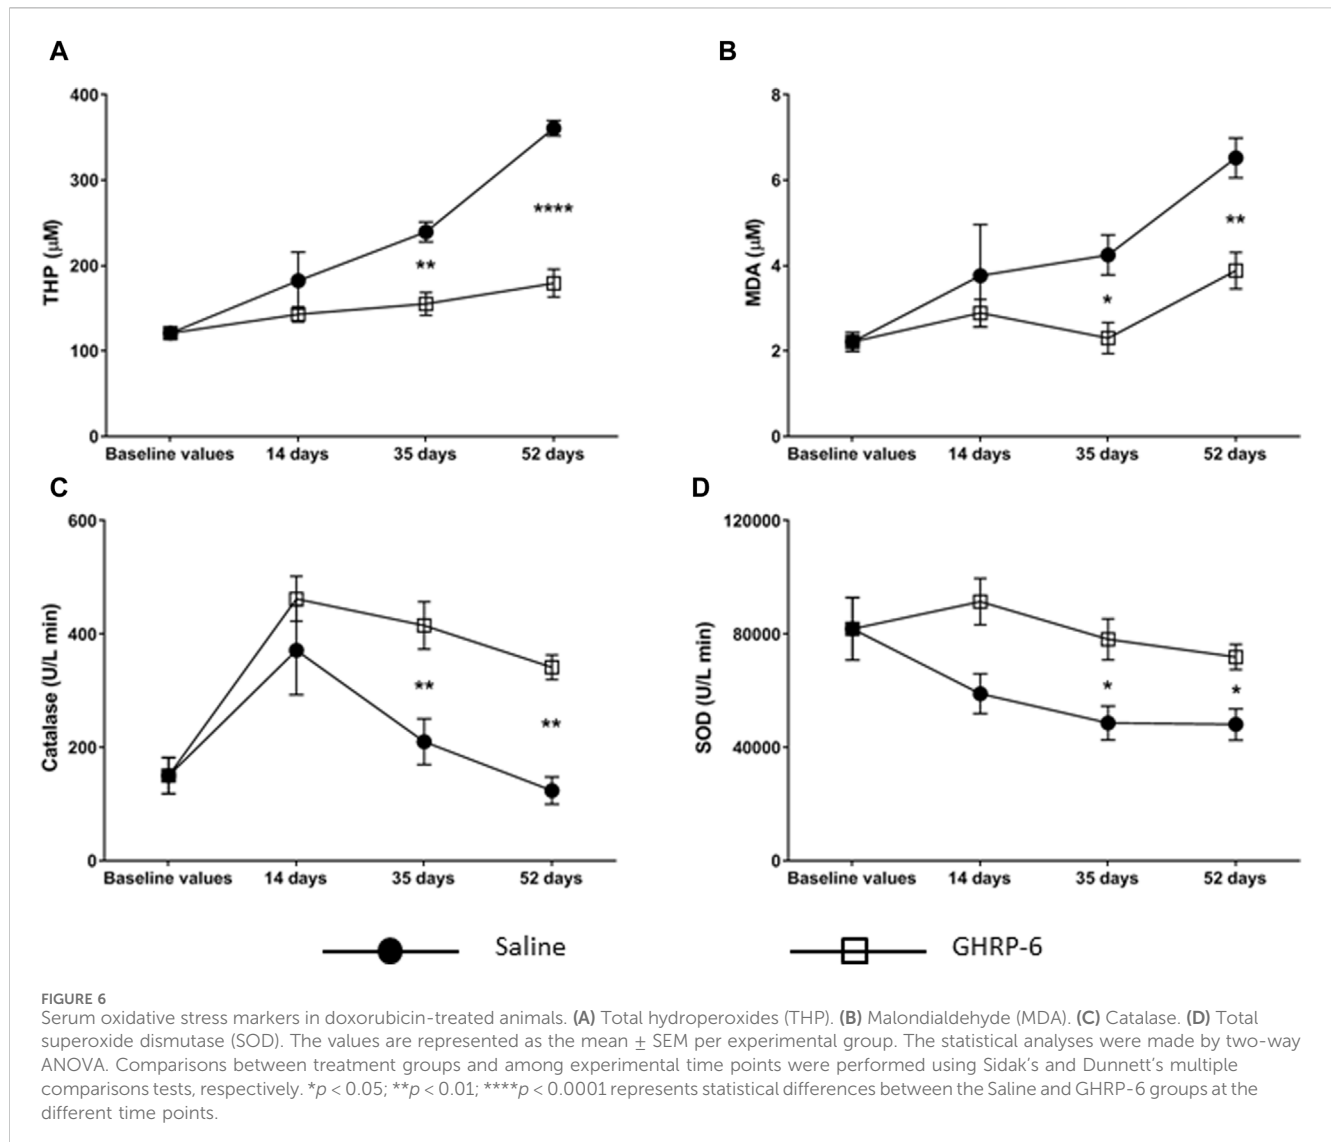 A
B
400
300
200
100
0
THP (μM)
****
**
Baseline values 14 days 35 days 52 days
8
6
4
2
0
MDA (μM)
**
*
Baseline values 14 days 35 days 52 days
C
D
600
400
200
0
Catalase (U/L min)
**
**
Baseline values 14 days 35 days 52 days
120000
80000
40000
0
SOD (U/L min)
*
*
Baseline values 14 days 35 days 52 days
Saline
GHRP-6
FIGURE 6
Serum oxidative stress markers in doxorubicin-treated animals. (A) Total hydroperoxides (THP). (B) Malondialdehyde (MDA). (C) Catalase. (D) Total
superoxide dismutase (SOD). The values are represented as the mean ± SEM per experimental group. The statistical analyses were made by two-way
ANOVA. Comparisons between treatment groups and among experimental time points were performed using Sidak's and Dunnett's multiple
comparisons tests, respectively. *p < 0.05; **p < 0.01; ****p < 0.0001 represents statistical differences between the Saline and GHRP-6 groups at the
different time points.